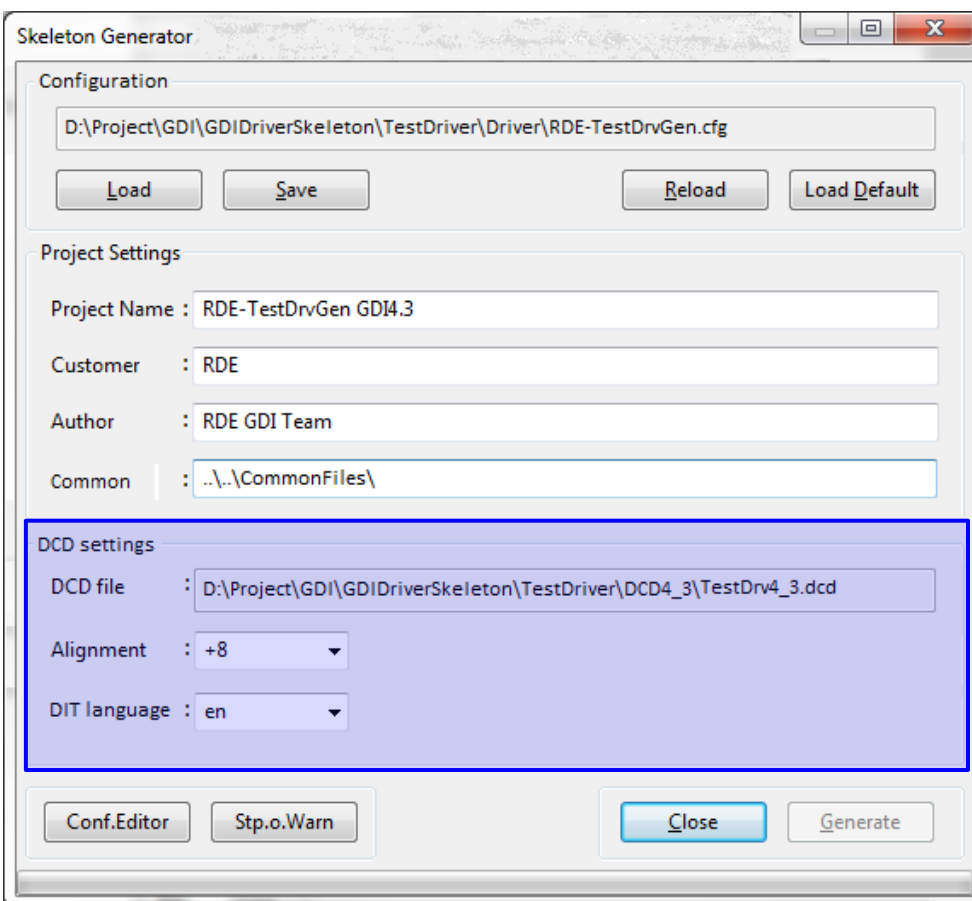 Skeleton Generator
Configuration
D:\Project\GDI\GDIDriverSkeleton\TestDriver\Driver\RDE-TestDrvGen.cfg
Load Save Reload Load Default
Project Settings
Project Name : RDE-TestDrvGen GDI4.3
Customer : RDE
Author : RDE GDI Team
Common : ..\..\CommonFiles\
DCD settings
DCD file : D:\Project\GDI\GDIDriverSkeleton\TestDriver\DCD4_3\TestDrv4_3.dcd
Alignment : +8
DIT language : en
Conf.Editor Stp.o.Warn Close Generate